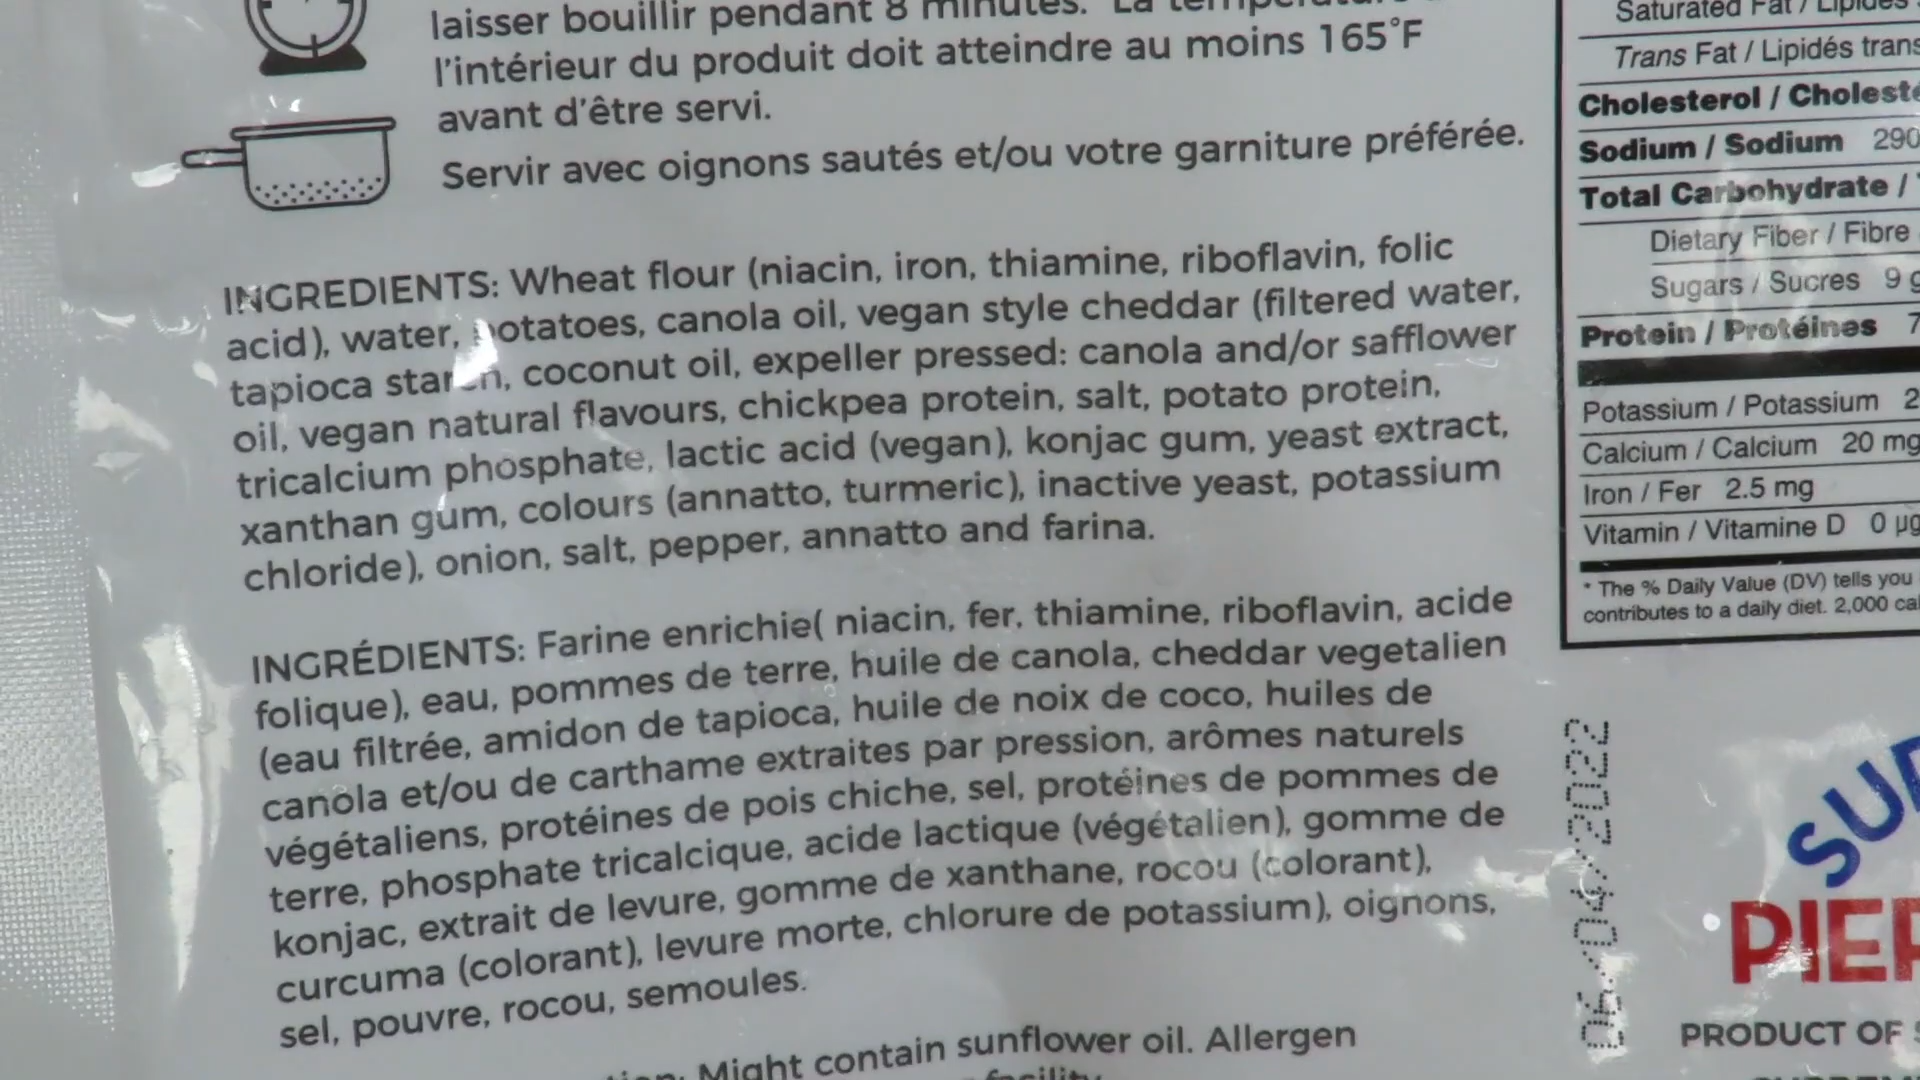 laisser bouillir pendant 8 minutes. La
l'intérieur du produit doit atteindre au moins 165°F
avant d'être servi.
Servir avec oignons sautés et/ou votre garniture préférée.
INGREDIENTS: Wheat flour (niacin, iron, thiamine, riboflavin, folic
acid), water, potatoes, canola oil, vegan style cheddar (filtered water,
tapioca starch, coconut oil, expeller pressed: canola and/or safflower
oil, vegan natural flavours, chickpea protein, salt, potato protein,
tricalcium phosphate, lactic acid (vegan), konjac gum, yeast extract,
xanthan gum, colours (annatto, turmeric), inactive yeast, potassium
chloride), onion, salt, pepper, annatto and farina.
INGRÉDIENTS: Farine enrichie( niacin, fer, thiamine, riboflavin, acide
folique), eau, pommes de terre, huile de canola, cheddar vegetalien
(eau filtrée, amidon de tapioca, huile de noix de coco, huiles de
canola et/ou de carthame extraites par pression, arômes naturels
végétaliens, protéines de pois chiche, sel, protéines de pommes de
terre, phosphate tricalcique, acide lactique (végétalien), gomme de
konjac, extrait de levure, gomme de xanthane, rocou (colorant),
curcuma (colorant), levure morte, chlorure de potassium), oignons,
sel, pouvre, rocou, semoules.
Might contain sunflower oil. Allergen
facility
Saturated Fat / Lipides
Trans Fat / Lipidés trans
Cholesterol /
Sodium / Sodium 290
Total Carbohydrate /
Dietary Fiber / Fibre
Sugars / Sucres 9 g
Protein / Protéines 7
Potassium / Potassium 2
Calcium / Calcium 20 mg
Iron / Fer 2.5 mg
Vitamin / Vitamine D 0 µg
* The % Daily Value (DV) tells you
contributes to a daily diet. 2,000 cal
06/04/2022
SUP
PIER
PRODUCT OF